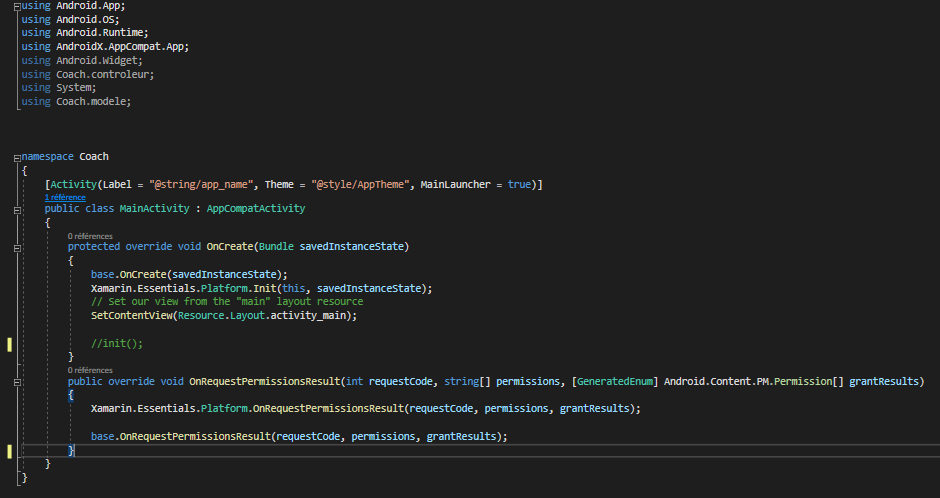 using Android.App;
using Android.OS;
using Android.Runtime;
using AndroidX.AppCompat.App;
using Android.Widget;
using Coach.controleur;
using System;
using Coach.modele;
namespace Coach
{
[Activity(Label = "@string/app_name", Theme = "@style/AppTheme", MainLauncher = true)]
1 référence
public class MainActivity : AppCompatActivity
{
0 références
protected override void OnCreate(Bundle savedInstanceState)
{
base.OnCreate(savedInstanceState);
Xamarin.Essentials.Platform.Init(this, savedInstanceState);
// Set our view from the "main" layout resource
SetContentView(Resource.Layout.activity_main);
//init();
}
0 références
public override void OnRequestPermissionsResult(int requestCode, string[] permissions, [GeneratedEnum] Android.Content.PM.Permission[] grantResults)
{
Xamarin.Essentials.Platform.OnRequestPermissionsResult(requestCode, permissions, grantResults);
base.OnRequestPermissionsResult(requestCode, permissions, grantResults);
}
}
}